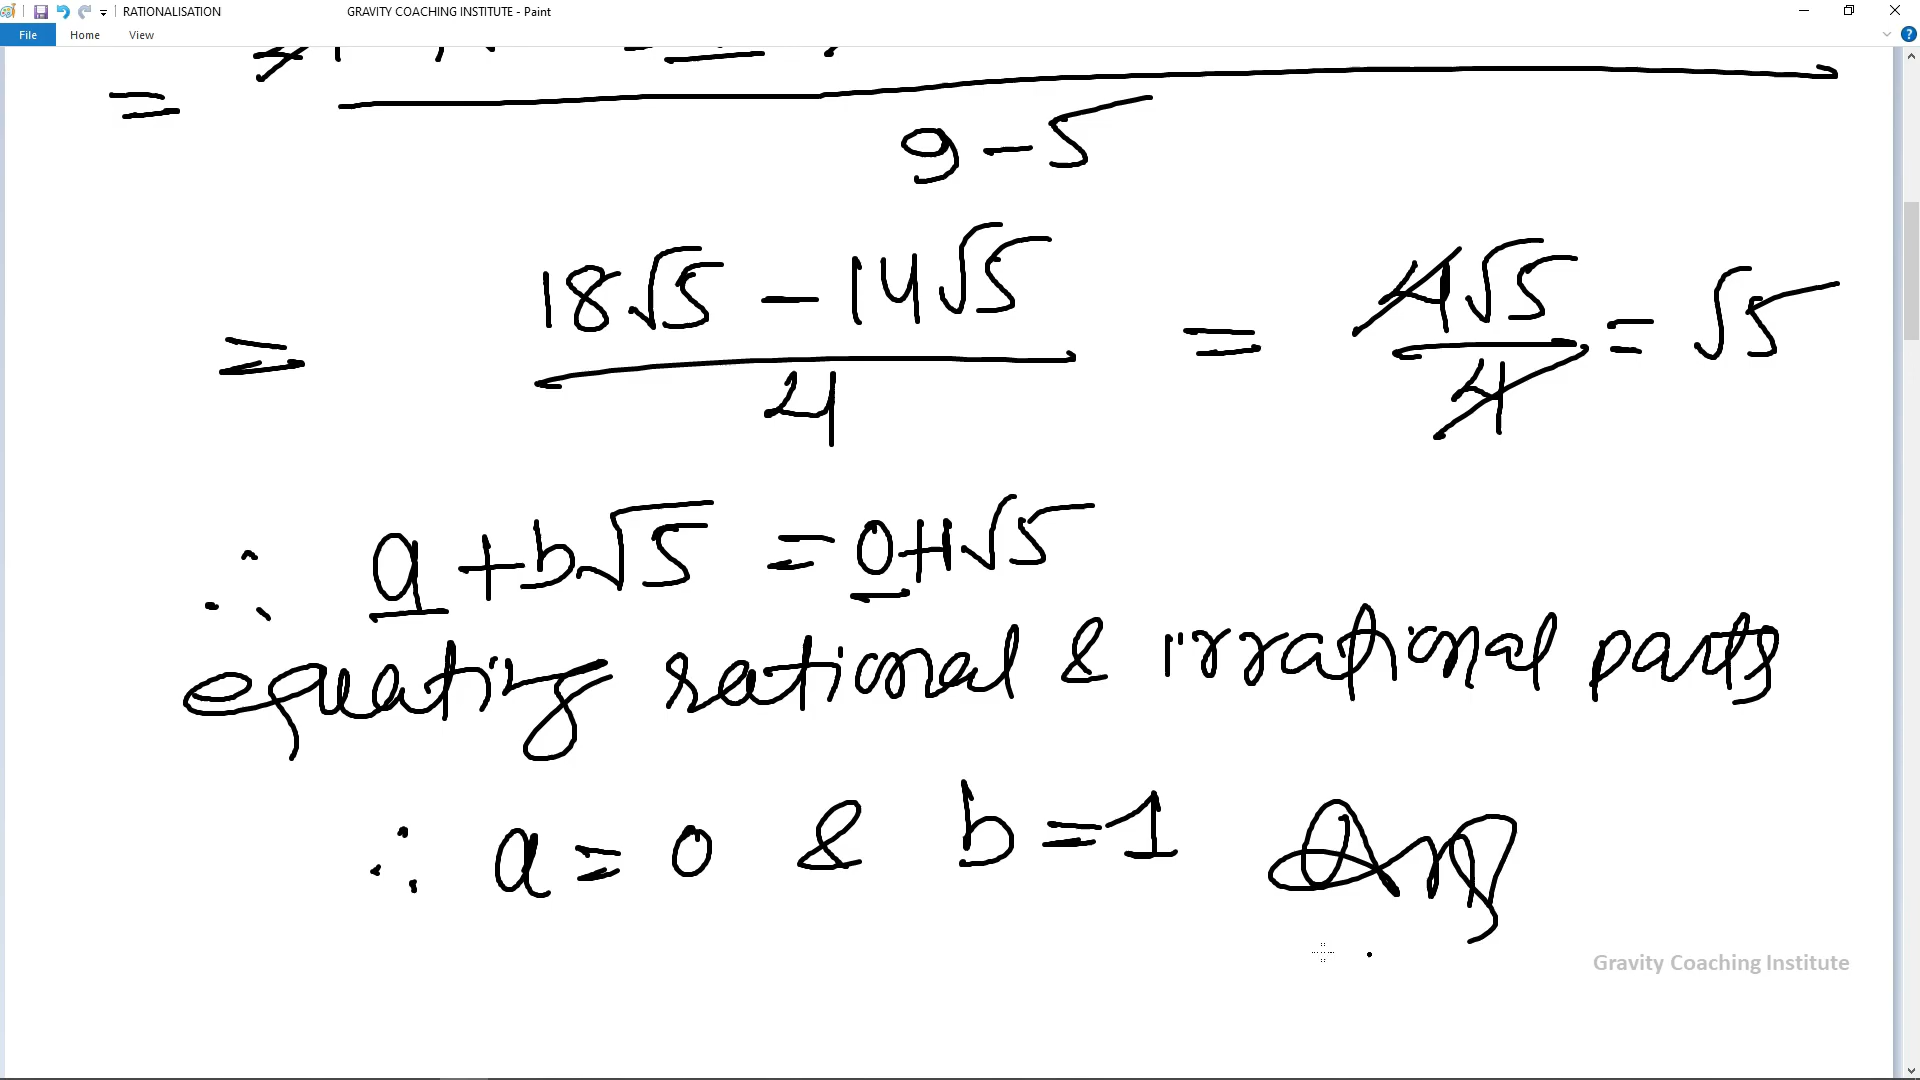 RATIONALISATION GRAVITY COACHING INSTITUTE - Paint
File Home View
=
9 - 5
= 18√5 - 14√5 / 4 = 4√5 / 4 = √5
∴ a + b√5 = 0+1√5
equating rational & irrational parts
∴ a = 0 & b = 1 Ans
Gravity Coaching Institute